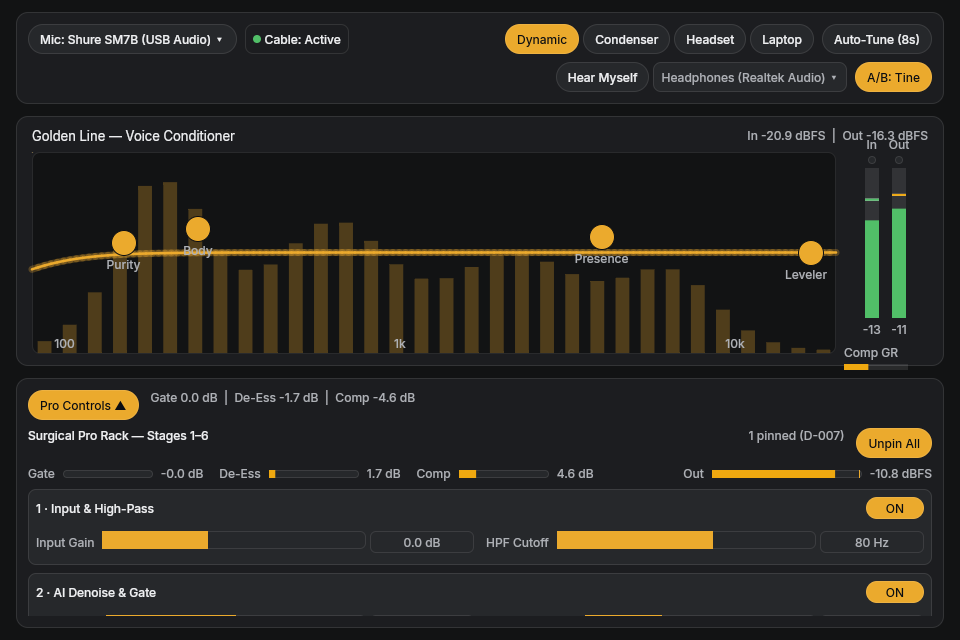 Mic: Shure SM7B (USB Audio) ▾ Cable: Active Dynamic Condenser Headset Laptop Auto-Tune (8s)
Hear Myself Headphones (Realtek Audio) ▾ A/B: Tine
Golden Line — Voice Conditioner In -20.9 dBFS | Out -16.3 dBFS
In Out
Body
Purity Presence
Leveler
100 1k 10k
-13 -11
Comp GR
Pro Controls ▲ Gate 0.0 dB | De-Ess -1.7 dB | Comp -4.6 dB
Surgical Pro Rack — Stages 1–6 1 pinned (D-007) Unpin All
Gate -0.0 dB De-Ess 1.7 dB Comp 4.6 dB Out -10.8 dBFS
1 · Input & High-Pass ON
Input Gain 0.0 dB HPF Cutoff 80 Hz
2 · AI Denoise & Gate ON